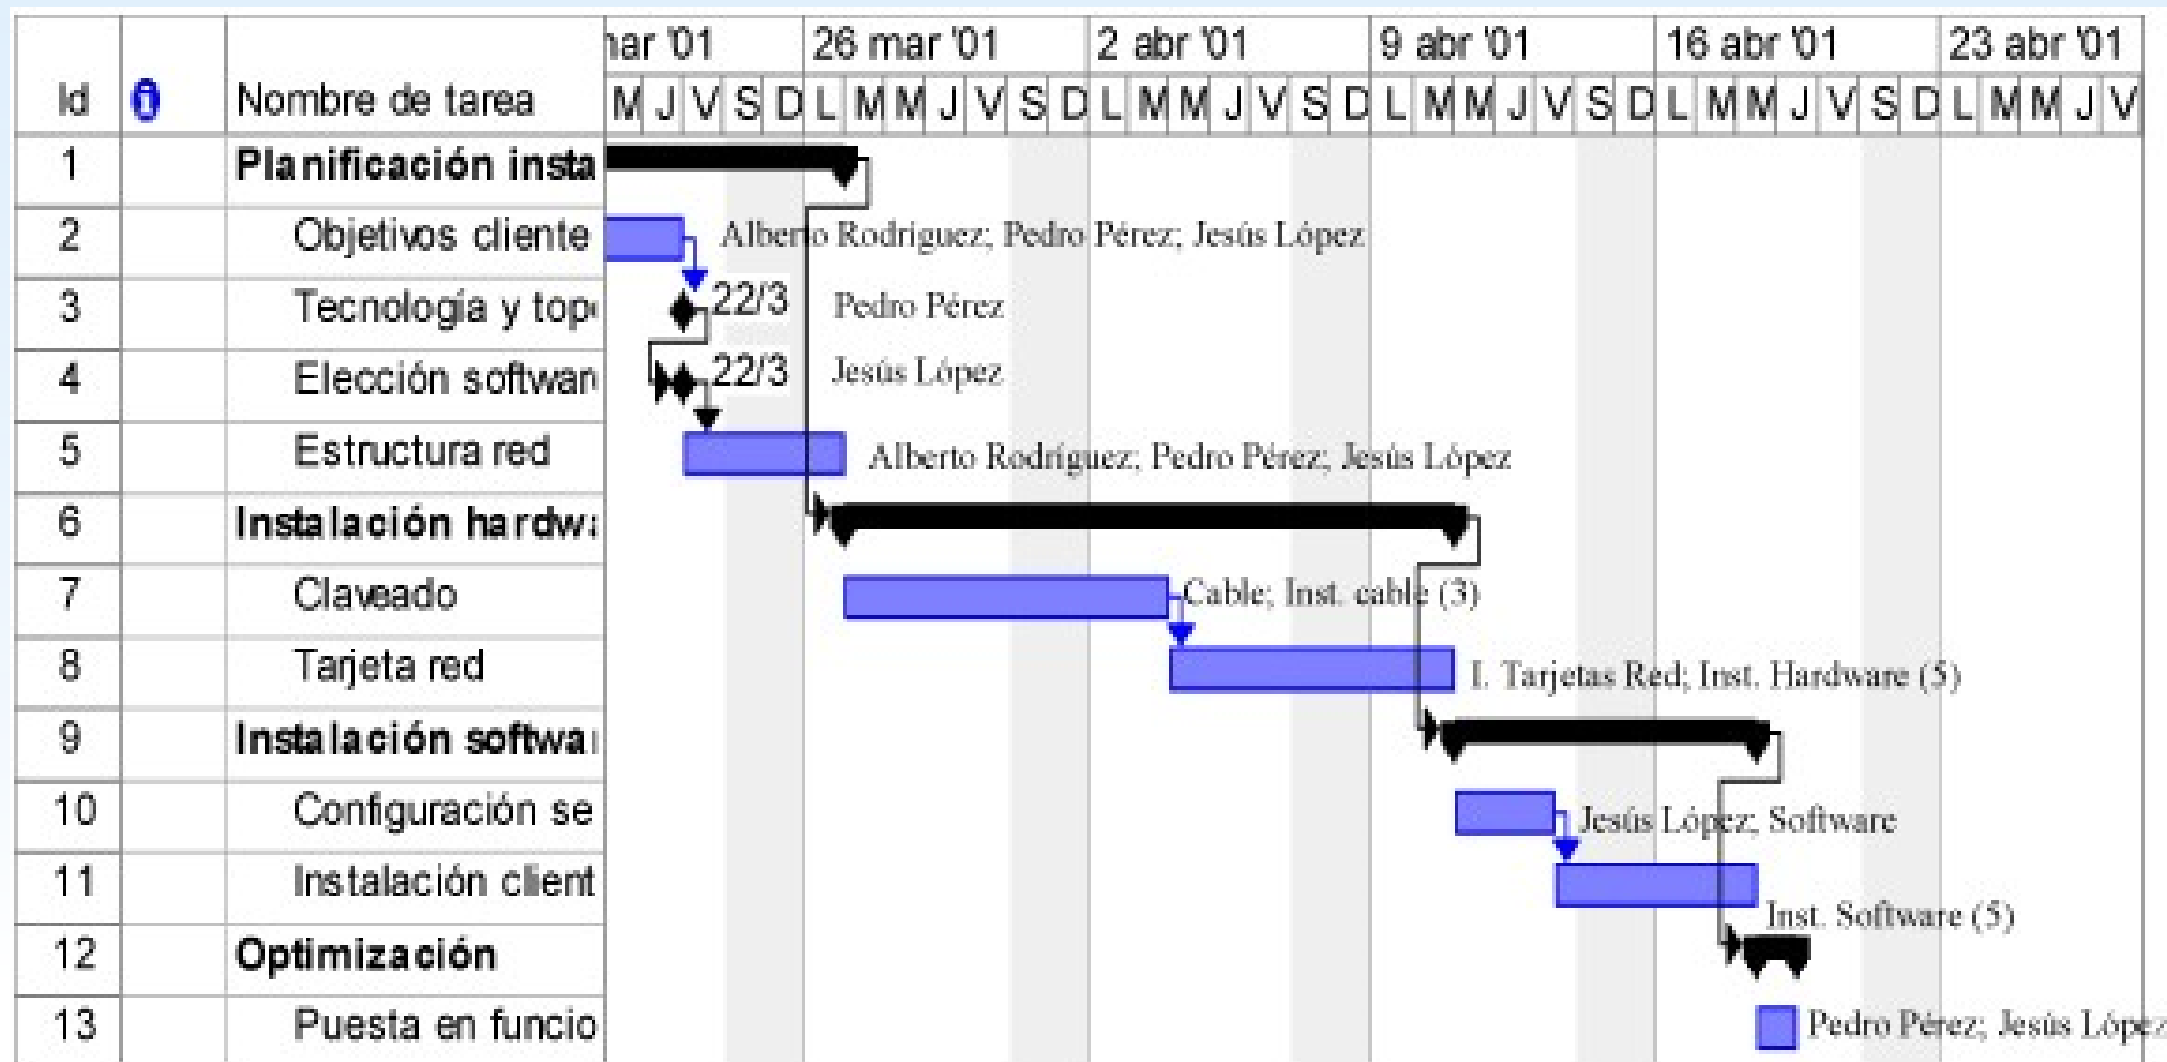 mar '01 26 mar '01 2 abr '01 9 abr '01 16 abr '01 23 abr '01
Id Nombre de tarea M J V S D L M M J V S D L M M J V S D L M M J V S D L M M J V S D L M M J V
1 Planificación insta
2 Objetivos cliente Alberto Rodríguez; Pedro Pérez; Jesús López
3 Tecnología y topo 22/3 Pedro Pérez
4 Elección softwar 22/3 Jesús López
5 Estructura red Alberto Rodríguez; Pedro Pérez; Jesús López
6 Instalación hardwa
7 Claveado Cable; Inst. cable (3)
8 Tarjeta red I. Tarjetas Red; Inst. Hardware (5)
9 Instalación softwa
10 Configuración se Jesús López; Software
11 Instalación client Inst. Software (5)
12 Optimización
13 Puesta en funcio Pedro Pérez; Jesús López